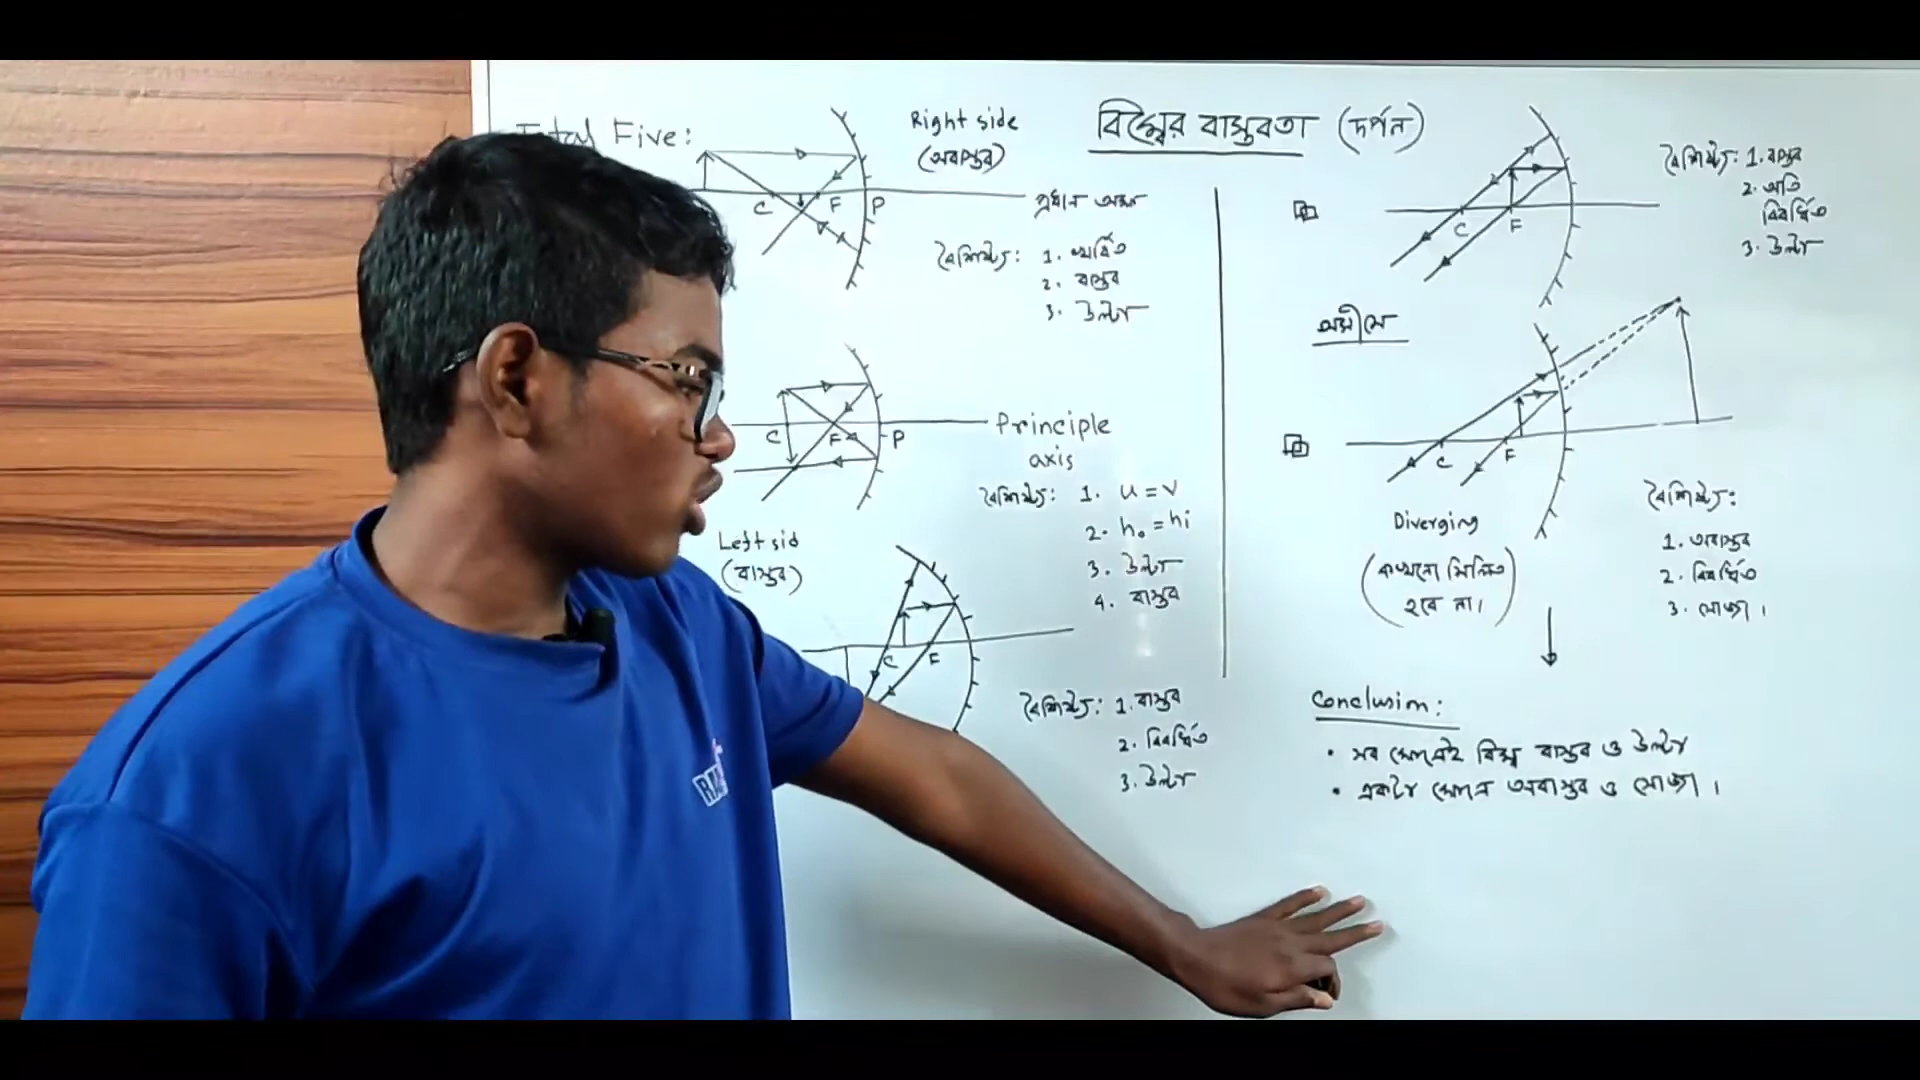 Total Five:
Right side
(অবাস্তব)
C F P
প্রধান অক্ষ
বৈশিষ্ট্য: 1. খর্বিত
2. বাস্তব
3. উল্টা
C F P
Principle
axis
বৈশিষ্ট্য: 1. u = v
2. ho = hi
3. উল্টা
4. বাস্তব
Left sid
(বাস্তব)
C F
বৈশিষ্ট্য: 1. বাস্তব
2. বিবর্ধিত
3. উল্টা
বিম্বের বাস্তবতা (দর্পন)
C F
বৈশিষ্ট্য: 1. বাস্তব
2. অতি
বিবর্ধিত
3. উল্টা
অসীমে
C F
Diverging
(কখনো মিলিত
হবে না।)
বৈশিষ্ট্য:
1. অবাস্তব
2. বিবর্ধিত
3. সোজা।
Conclusion:
• সব ক্ষেত্রেই বিম্ব বাস্তব ও উল্টা
• একটা ক্ষেত্রে অবাস্তব ও সোজা।